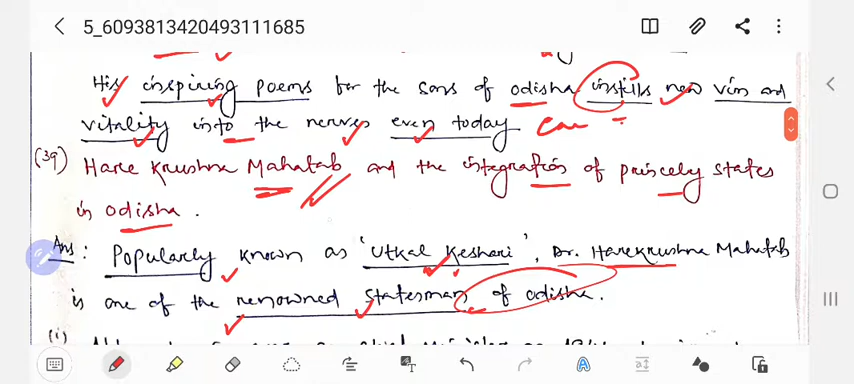 5_6093813420493111685
His inspiring poems for the sons of odisha instills new vim and
vitality into the nerves even today
(39) Hare Krushna Mahatab and the integration of princely states
in odisha.
Ans: Popularly known as 'Utkal Keshari', Dr. Harekrushna Mahatab
is one of the renowned statesman of odisha.
(i)